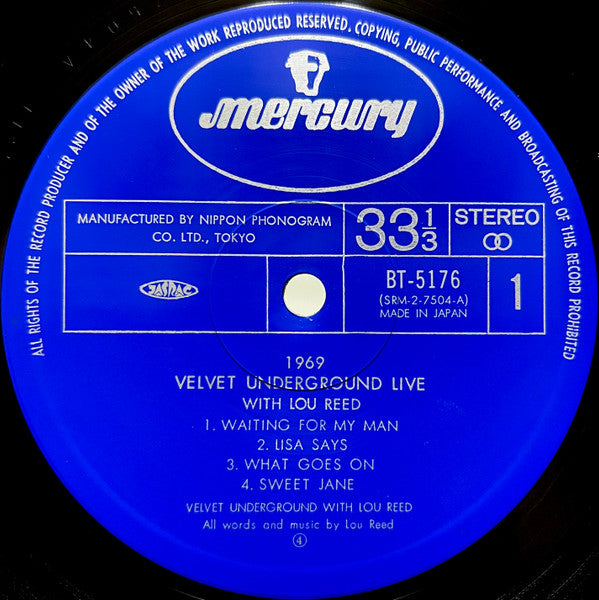 ALL RIGHTS OF THE RECORD PRODUCER AND OF THE OWNER OF THE WORK REPRODUCED RESERVED. COPYING, PUBLIC PERFORMANCE AND BROADCASTING OF THIS RECORD PROHIBITED
mercury
MANUFACTURED BY NIPPON PHONOGRAM
CO. LTD., TOKYO
33 1/3
STEREO
JASRAC
BT-5176
(SRM-2-7504-A)
MADE IN JAPAN
1
1969
VELVET UNDERGROUND LIVE
WITH LOU REED
1. WAITING FOR MY MAN
2. LISA SAYS
3. WHAT GOES ON
4. SWEET JANE
VELVET UNDERGROUND WITH LOU REED
All words and music by Lou Reed
④